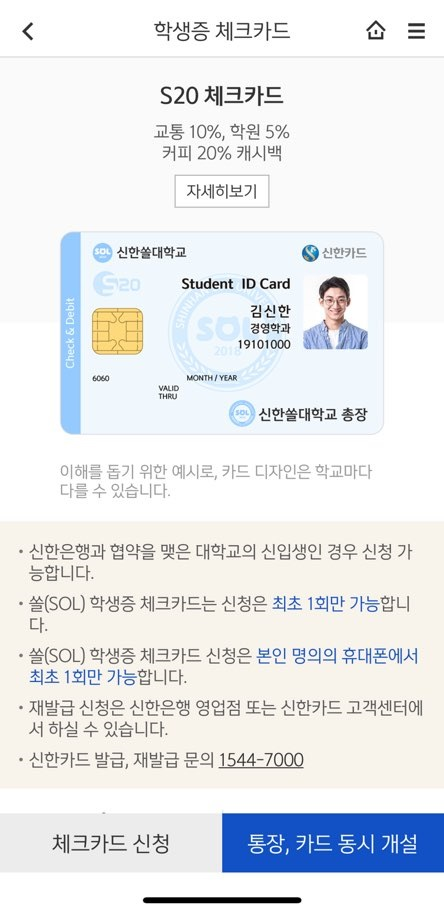 학생증 체크카드
S20 체크카드
교통 10%, 학원 5%
커피 20% 캐시백
자세히보기
SOL 신한쏠대학교
신한카드
S20
Check & Debit
Student ID Card
김신한
경영학과
19101000
SOL
2018
6060
MONTH / YEAR
VALID
THRU
SOL 신한쏠대학교 총장
이해를 돕기 위한 예시로, 카드 디자인은 학교마다
다를 수 있습니다.
• 신한은행과 협약을 맺은 대학교의 신입생인 경우 신청 가
능합니다.
• 쏠(SOL) 학생증 체크카드는 신청은 최초 1회만 가능합니
다.
• 쏠(SOL) 학생증 체크카드 신청은 본인 명의의 휴대폰에서
최초 1회만 가능합니다.
• 재발급 신청은 신한은행 영업점 또는 신한카드 고객센터에
서 하실 수 있습니다.
• 신한카드 발급, 재발급 문의 1544-7000
체크카드 신청
통장, 카드 동시 개설